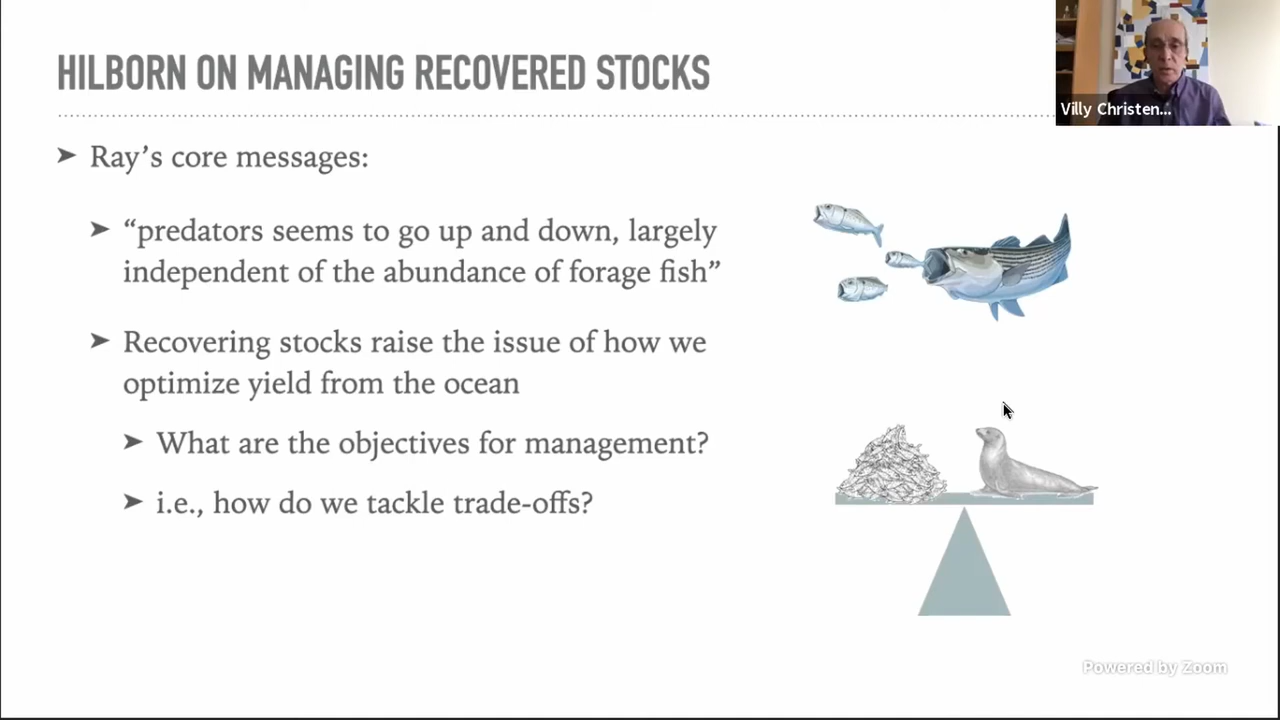 HILBORN ON MANAGING RECOVERED STOCKS
Villy Christen...
Ray’s core messages:
“predators seems to go up and down, largely
independent of the abundance of forage fish”
Recovering stocks raise the issue of how we
optimize yield from the ocean
What are the objectives for management?
i.e., how do we tackle trade-offs?
Powered by Zoom